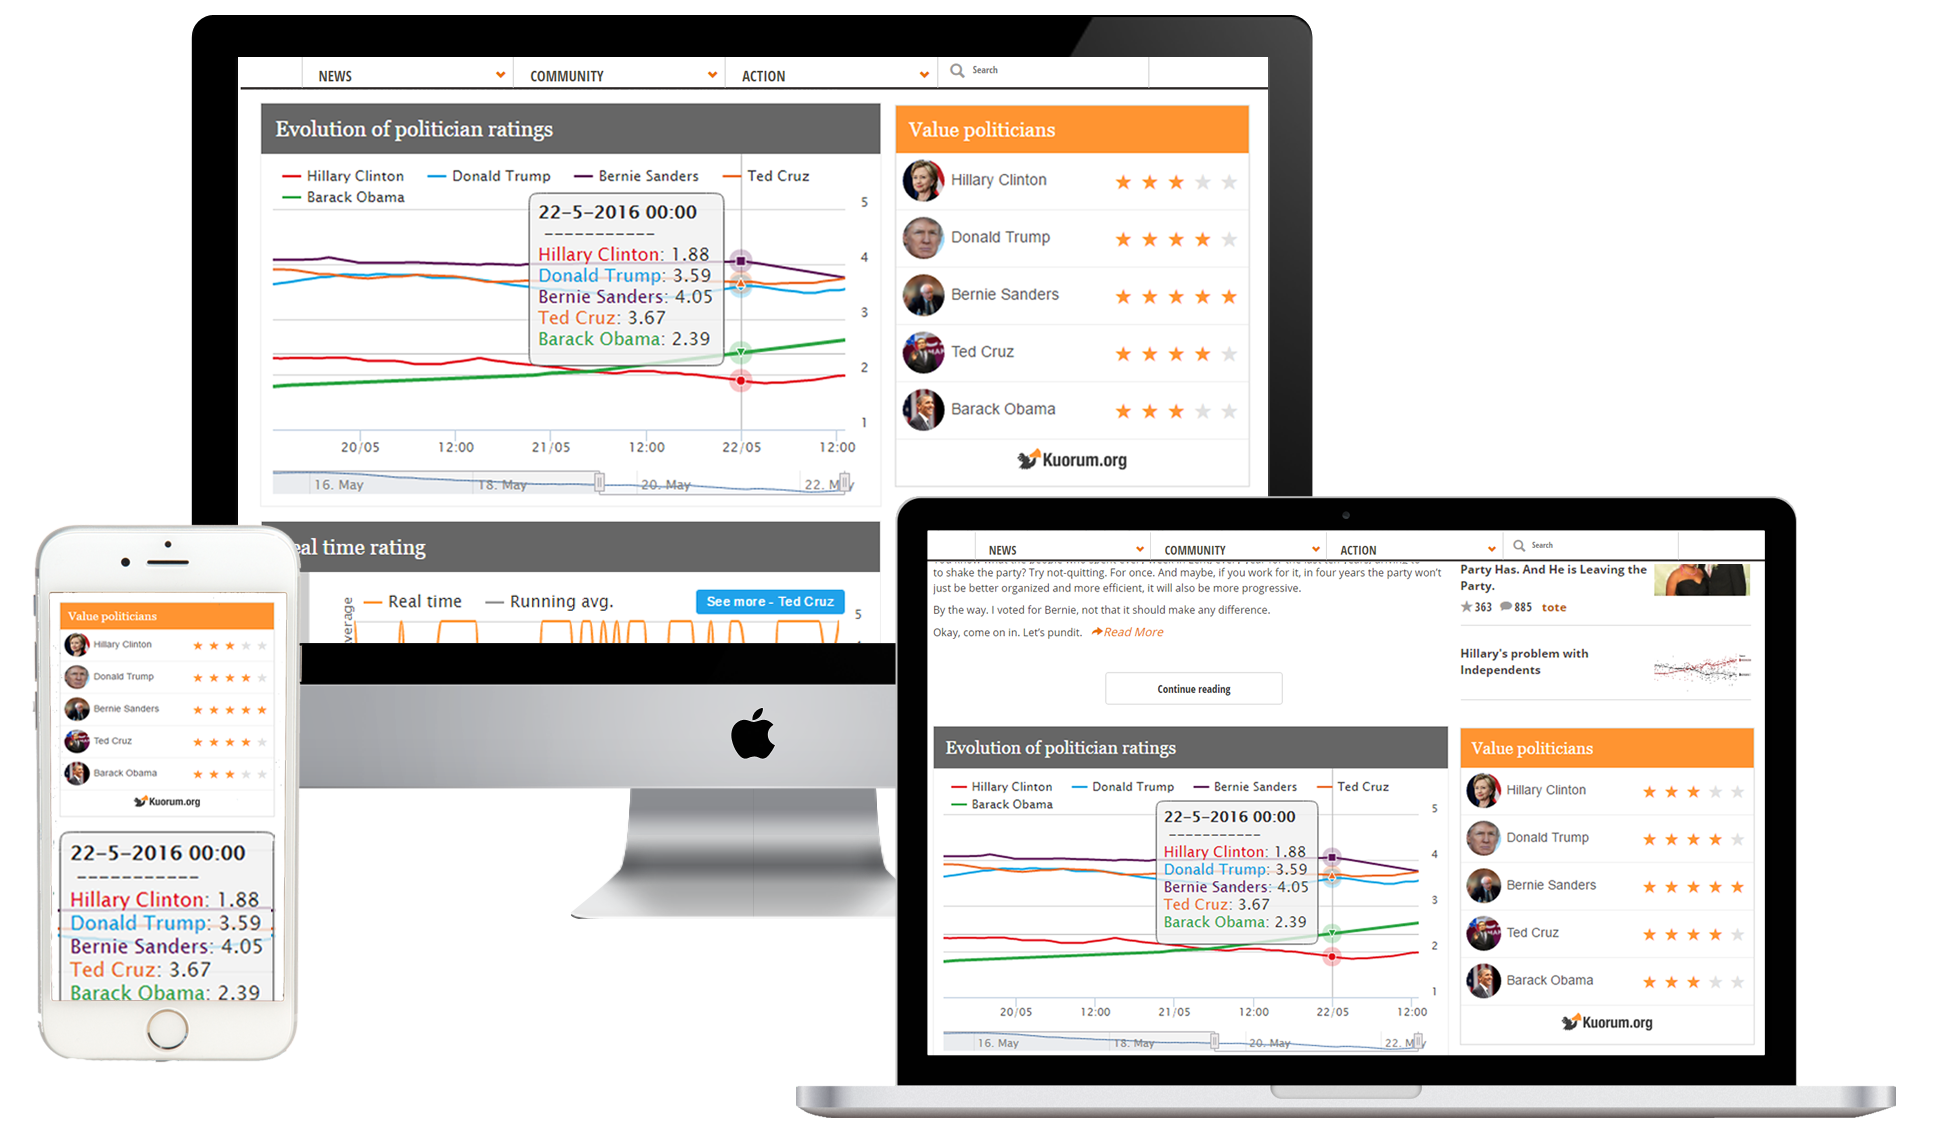 NEWS
COMMUNITY
ACTION
Search
Evolution of politician ratings
Hillary Clinton
Donald Trump
Bernie Sanders
Ted Cruz
Barack Obama
22-5-2016 00:00
-----------
Hillary Clinton: 1.88
Donald Trump: 3.59
Bernie Sanders: 4.05
Ted Cruz: 3.67
Barack Obama: 2.39
5
4
3
2
1
20/05
12:00
21/05
12:00
22/05
12:00
16. May
18. May
20. May
22. May
Value politicians
Hillary Clinton
Donald Trump
Bernie Sanders
Ted Cruz
Barack Obama
Kuorum.org
eal time rating
verage
Real time
Running avg.
See more - Ted Cruz
5
Value politicians
Hillary Clinton
Donald Trump
Bernie Sanders
Ted Cruz
Barack Obama
Kuorum.org
22-5-2016 00:00
-----------
Hillary Clinton: 1.88
Donald Trump: 3.59
Bernie Sanders: 4.05
Ted Cruz: 3.67
Barack Obama: 2.39
NEWS
COMMUNITY
ACTION
Search
to shake the party? Try not-quitting. For once. And maybe, if you work for it, in four years the party won't
just be better organized and more efficient, it will also be more progressive.
By the way. I voted for Bernie, not that it should make any difference.
Okay, come on in. Let's pundit. Read More
Continue reading
Party Has. And He is Leaving the
Party.
363 885 tote
Hillary's problem with
Independents
Evolution of politician ratings
Hillary Clinton
Donald Trump
Bernie Sanders
Ted Cruz
Barack Obama
22-5-2016 00:00
-----------
Hillary Clinton: 1.88
Donald Trump: 3.59
Bernie Sanders: 4.05
Ted Cruz: 3.67
Barack Obama: 2.39
5
4
3
2
1
20/05
12:00
21/05
12:00
22/05
12:00
16. May
18. May
20. May
22. May
Value politicians
Hillary Clinton
Donald Trump
Bernie Sanders
Ted Cruz
Barack Obama
Kuorum.org